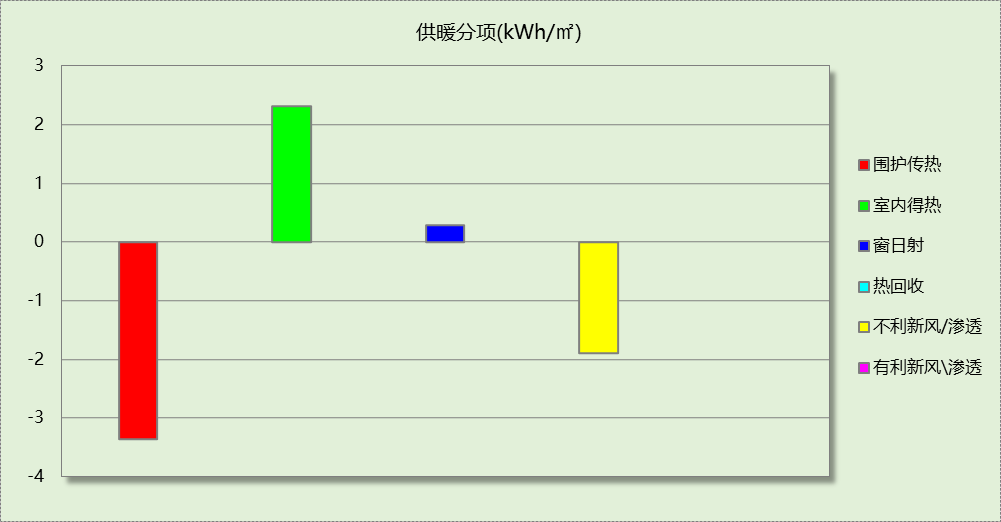 供暖分项(kWh/㎡)
3
2
1
0
-1
-2
-3
-4
围护传热
室内得热
窗日射
热回收
不利新风/渗透
有利新风\渗透